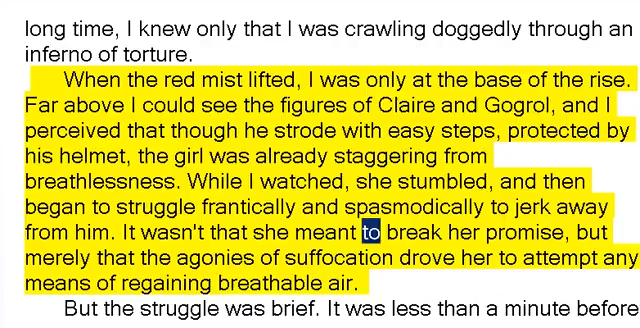 long time, I knew only that I was crawling doggedly through an
inferno of torture.
When the red mist lifted, I was only at the base of the rise.
Far above I could see the figures of Claire and Gogrol, and I
perceived that though he strode with easy steps, protected by
his helmet, the girl was already staggering from
breathlessness. While I watched, she stumbled, and then
began to struggle frantically and spasmodically to jerk away
from him. It wasn't that she meant to break her promise, but
merely that the agonies of suffocation drove her to attempt any
means of regaining breathable air.
But the struggle was brief. It was less than a minute before